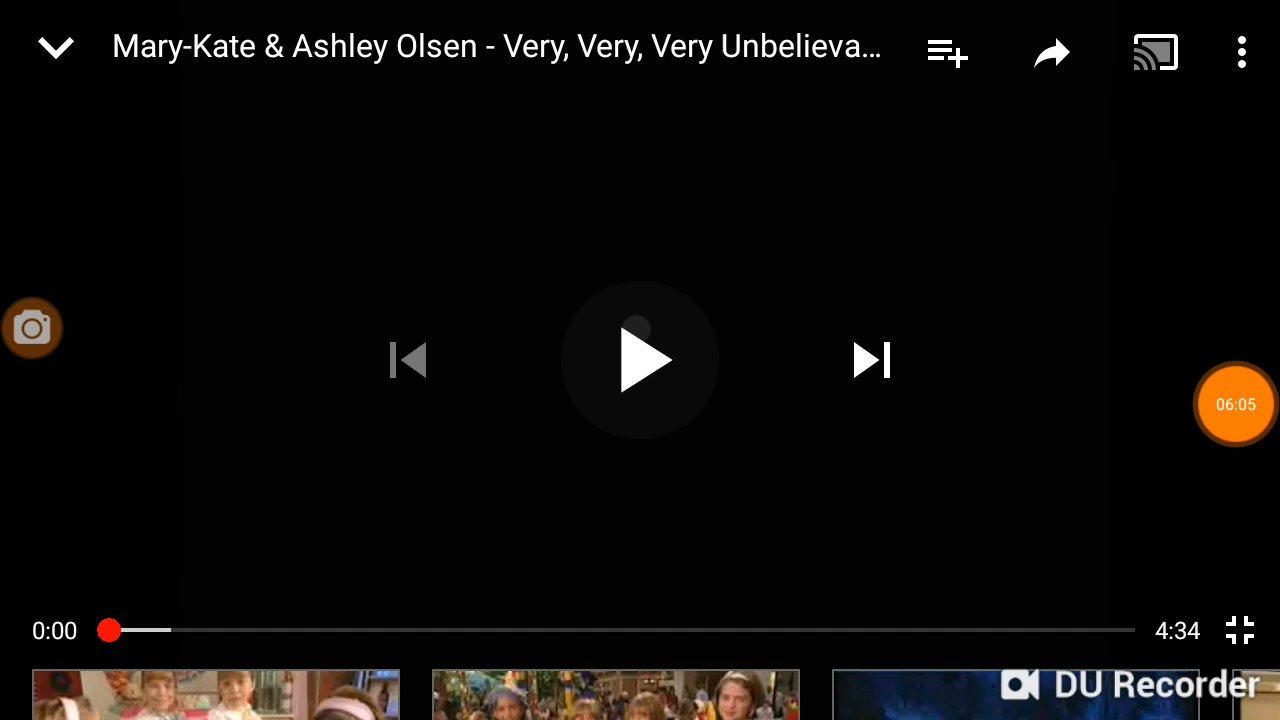 Mary-Kate & Ashley Olsen - Very, Very, Very Unbelieva...
06:05
0:00
4:34
DU Recorder